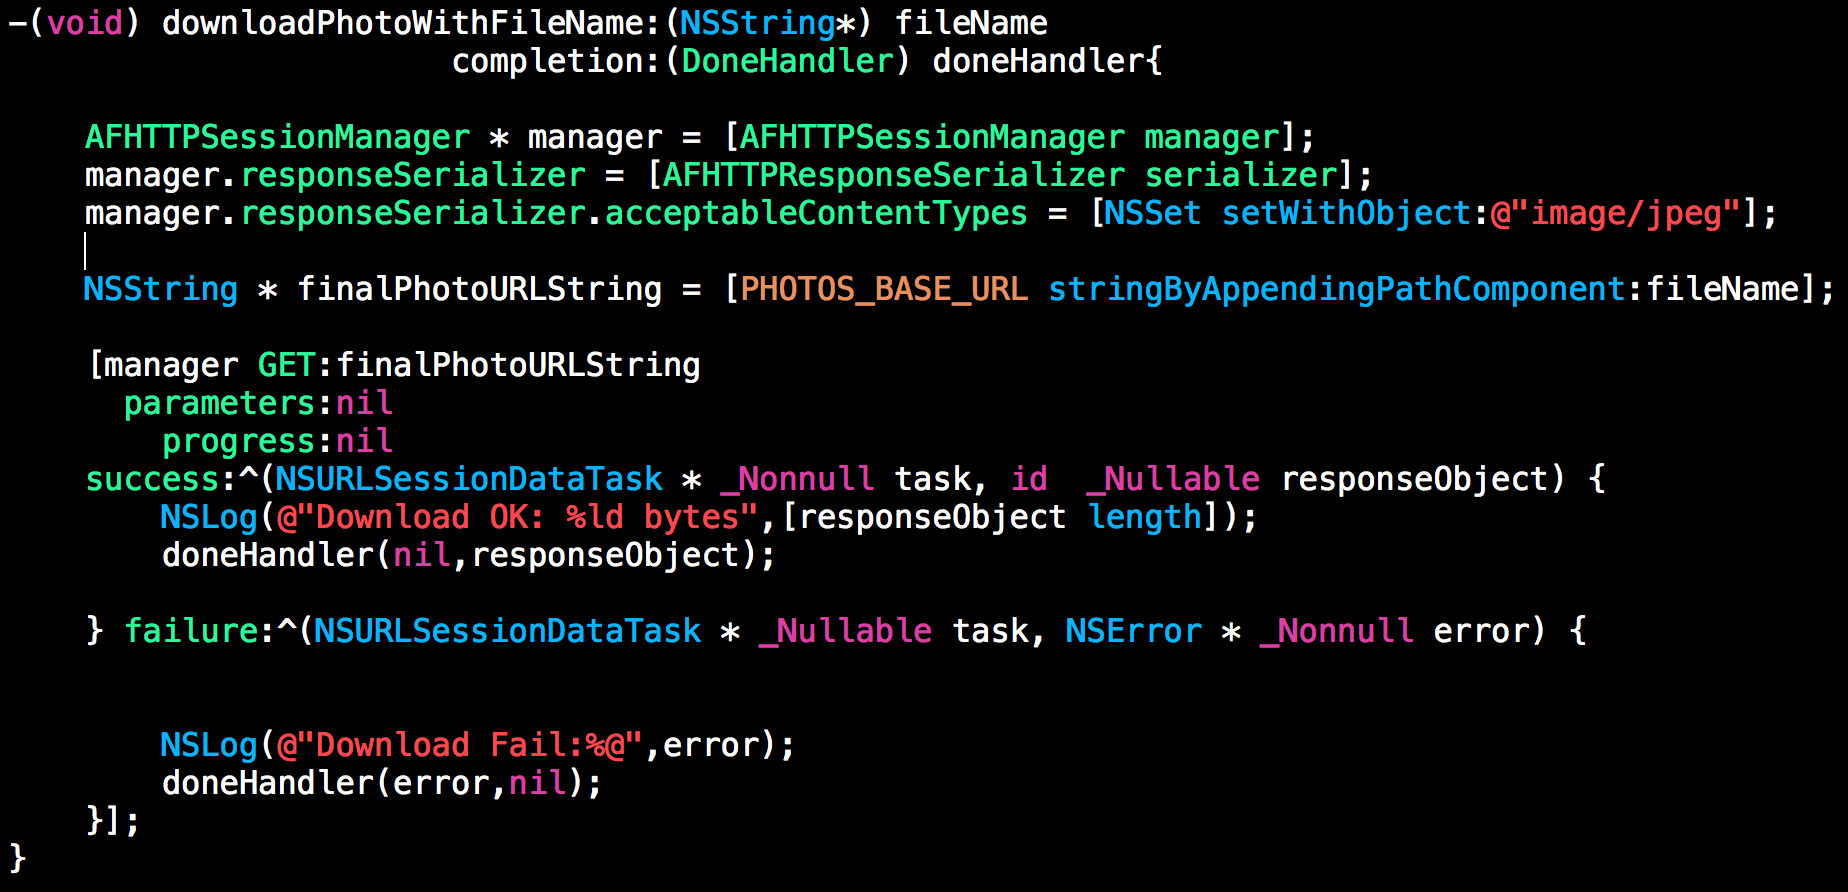 -(void) downloadPhotoWithFileName:(NSString*) fileName
completion:(DoneHandler) doneHandler{
AFHTTPSessionManager * manager = [AFHTTPSessionManager manager];
manager.responseSerializer = [AFHTTPResponseSerializer serializer];
manager.responseSerializer.acceptableContentTypes = [NSSet setWithObject:@"image/jpeg"];
NSString * finalPhotoURLString = [PHOTOS_BASE_URL stringByAppendingPathComponent:fileName];
[manager GET:finalPhotoURLString
parameters:nil
progress:nil
success:^(NSURLSessionDataTask * _Nonnull task, id  _Nullable responseObject) {
NSLog(@"Download OK: %ld bytes",[responseObject length]);
doneHandler(nil,responseObject);
} failure:^(NSURLSessionDataTask * _Nullable task, NSError * _Nonnull error) {
NSLog(@"Download Fail:%@",error);
doneHandler(error,nil);
}];
}